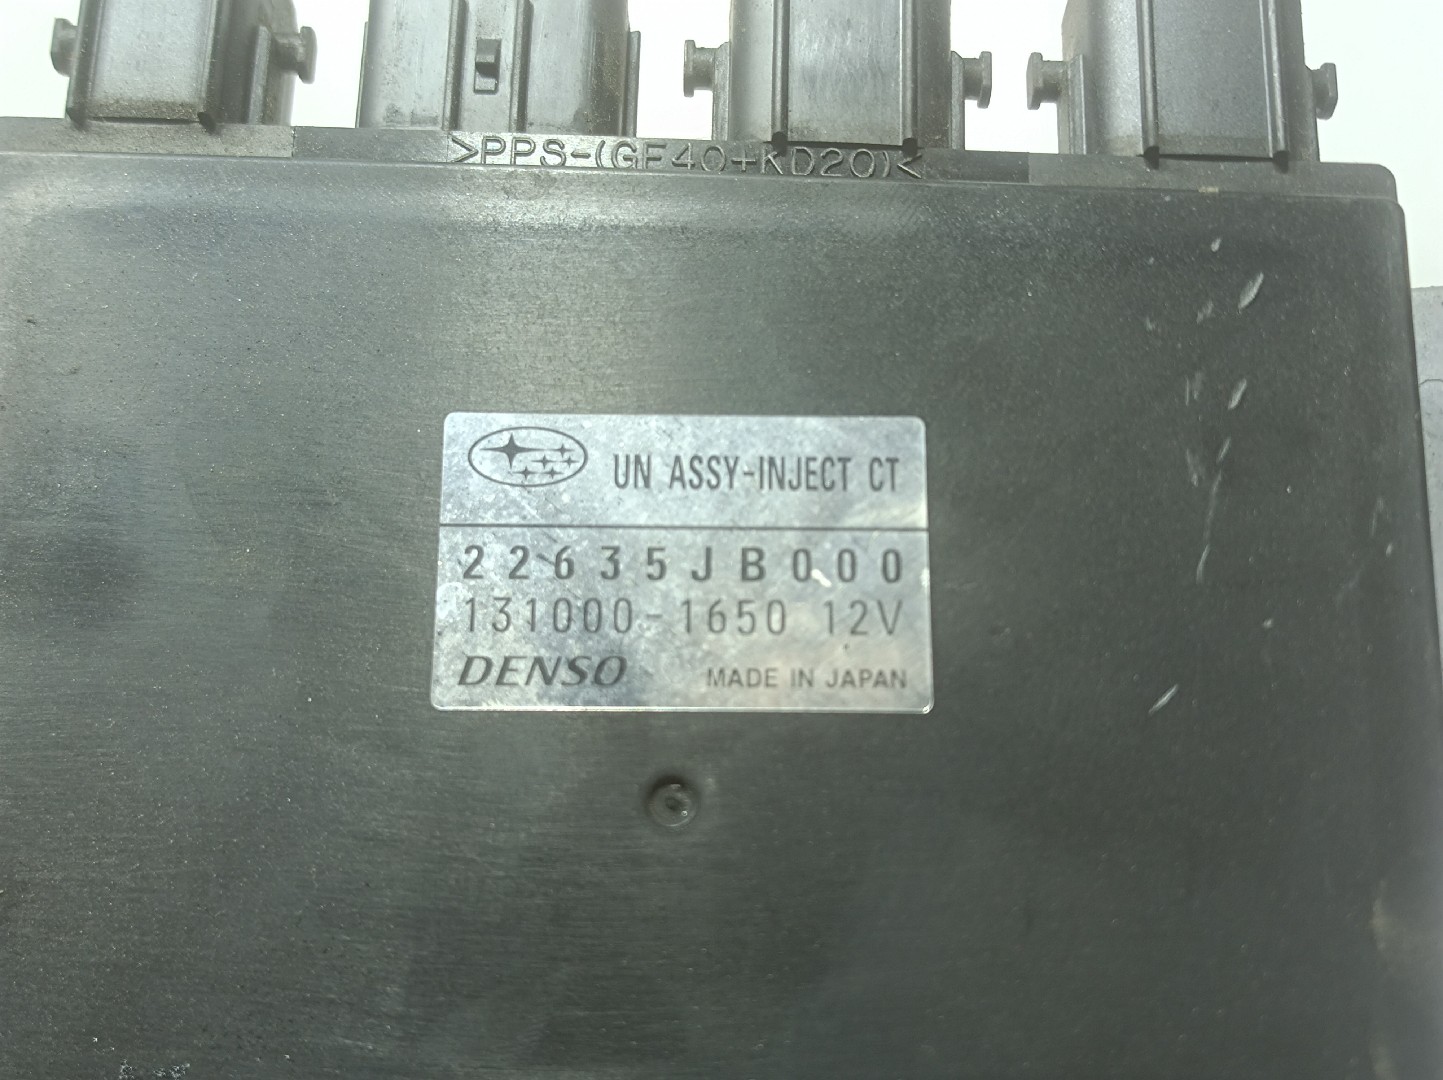 >PPS-(GF40+KD20)<
UN ASSY-INJECT CT
22635JB000
131000-1650 12V
DENSO MADE IN JAPAN